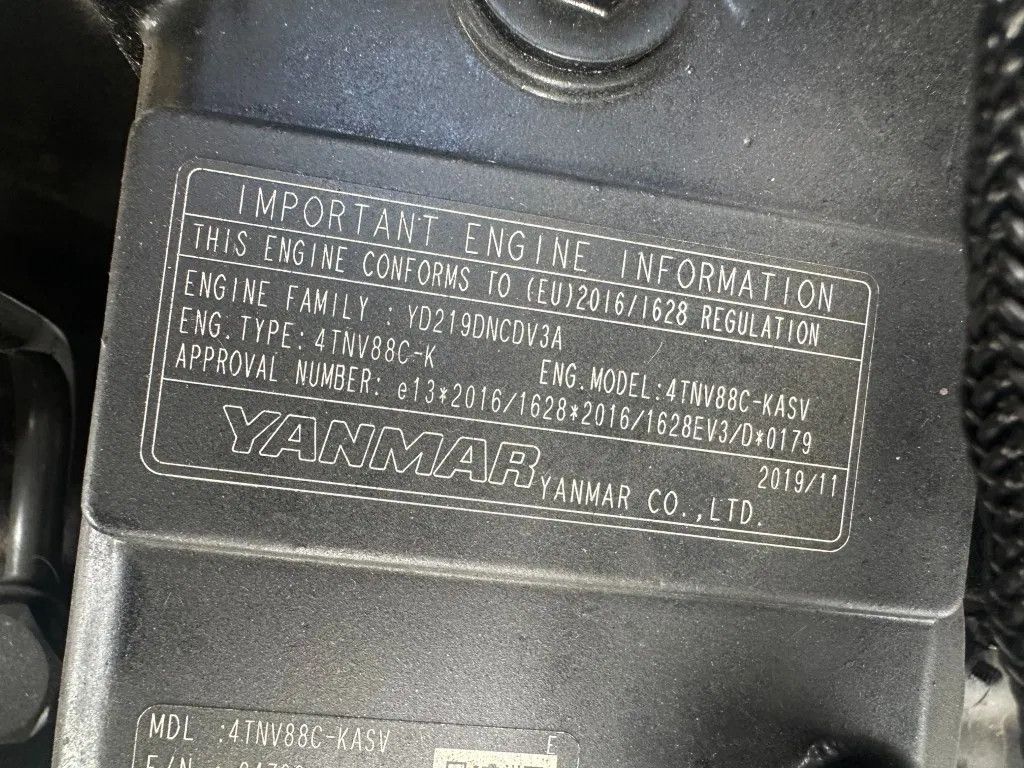 IMPORTANT ENGINE INFORMATION
THIS ENGINE CONFORMS TO (EU)2016/1628 REGULATION
ENGINE FAMILY : YD219DNCDV3A
ENG.TYPE:4TNV88C-K ENG.MODEL:4TNV88C-KASV
APPROVAL NUMBER: e13*2016/1628*2016/1628EV3/D*0179
2019/11
YANMAR YANMAR CO.,LTD.
MDL :4TNV88C-KASV E
E/N :